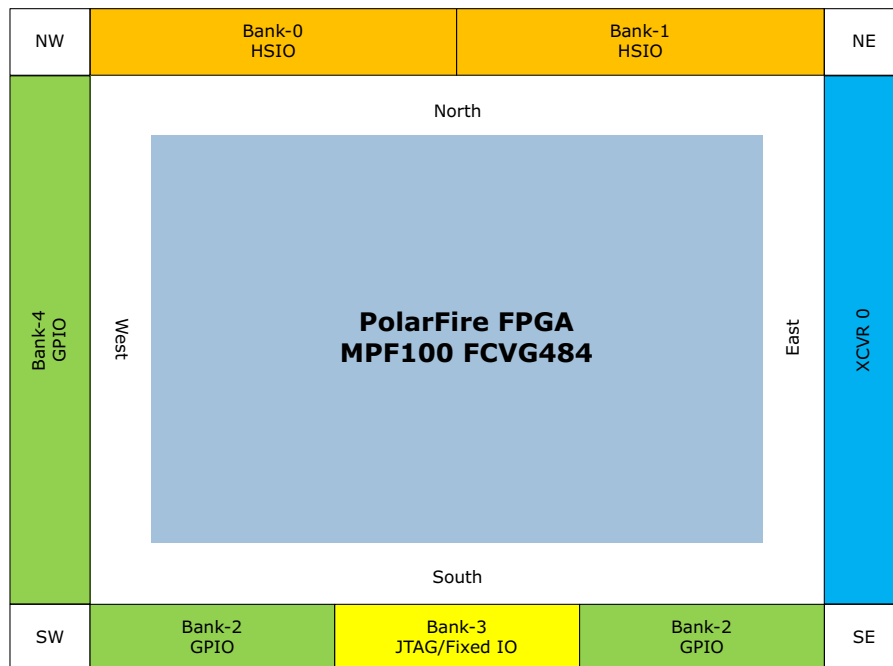 NW
Bank-0
HSIO
Bank-1
HSIO
NE
North
Bank-4
GPIO
West
PolarFire FPGA
MPF100 FCVG484
East
XCVR 0
South
SW
Bank-2
GPIO
Bank-3
JTAG/Fixed IO
Bank-2
GPIO
SE